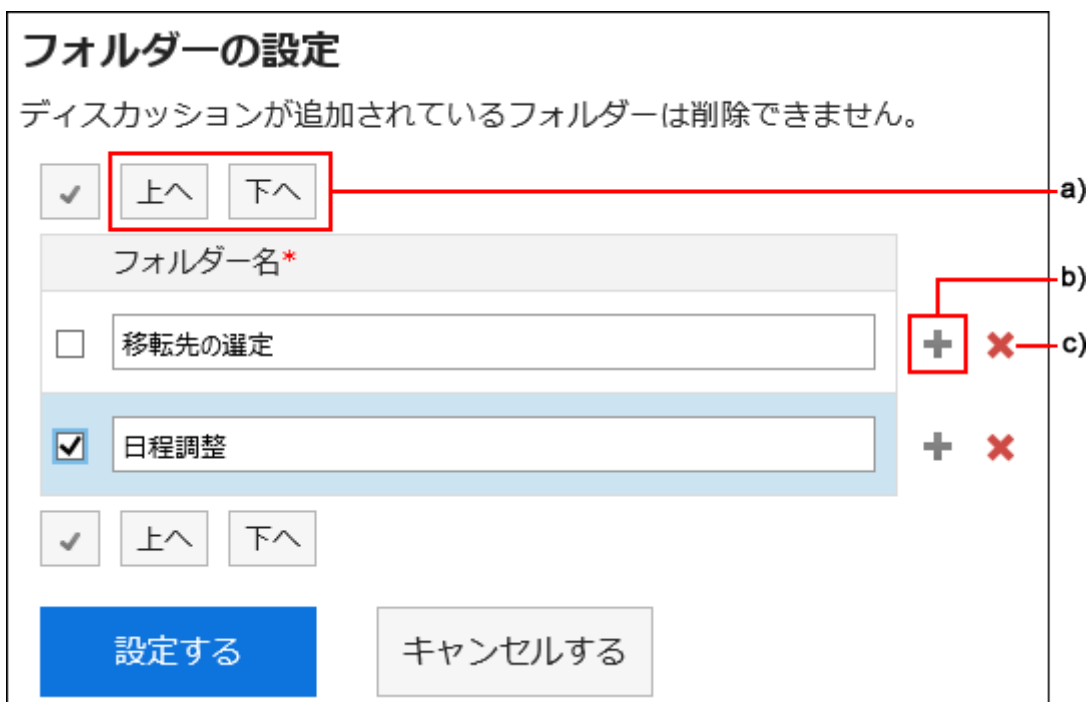 フォルダーの設定
ディスカッションが追加されているフォルダーは削除できません。
上へ 下へ a)
フォルダー名*
b)
移転先の選定 c)
日程調整
上へ 下へ
設定する キャンセルする